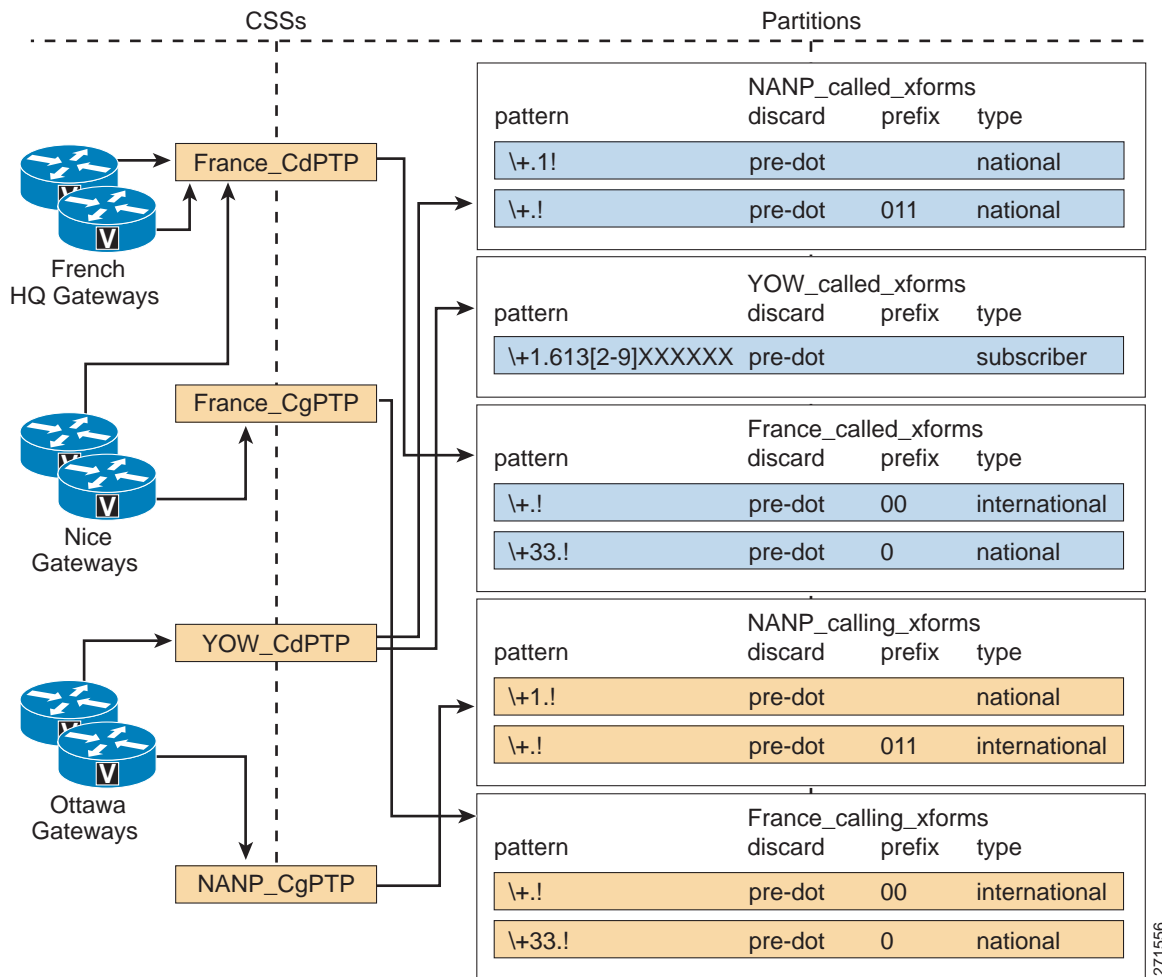 CSSs Partitions
France_CdPTP
V
V
French
HQ Gateways
France_CgPTP
V
V
Nice
Gateways
YOW_CdPTP
V
V
Ottawa
Gateways
NANP_CgPTP
NANP_called_xforms
pattern discard prefix type
\+.1! pre-dot national
\+.! pre-dot 011 national
YOW_called_xforms
pattern discard prefix type
\+1.613[2-9]XXXXXX pre-dot subscriber
France_called_xforms
pattern discard prefix type
\+.! pre-dot 00 international
\+33.! pre-dot 0 national
NANP_calling_xforms
pattern discard prefix type
\+1.! pre-dot national
\+.! pre-dot 011 international
France_calling_xforms
pattern discard prefix type
\+.! pre-dot 00 international
\+33.! pre-dot 0 national
271556